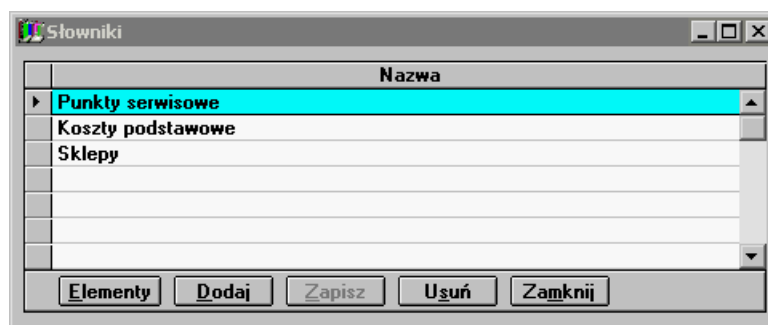 Słowniki
Nazwa
Punkty serwisowe
Koszty podstawowe
Sklepy
Elementy Dodaj Zapisz Usuń Zamknij